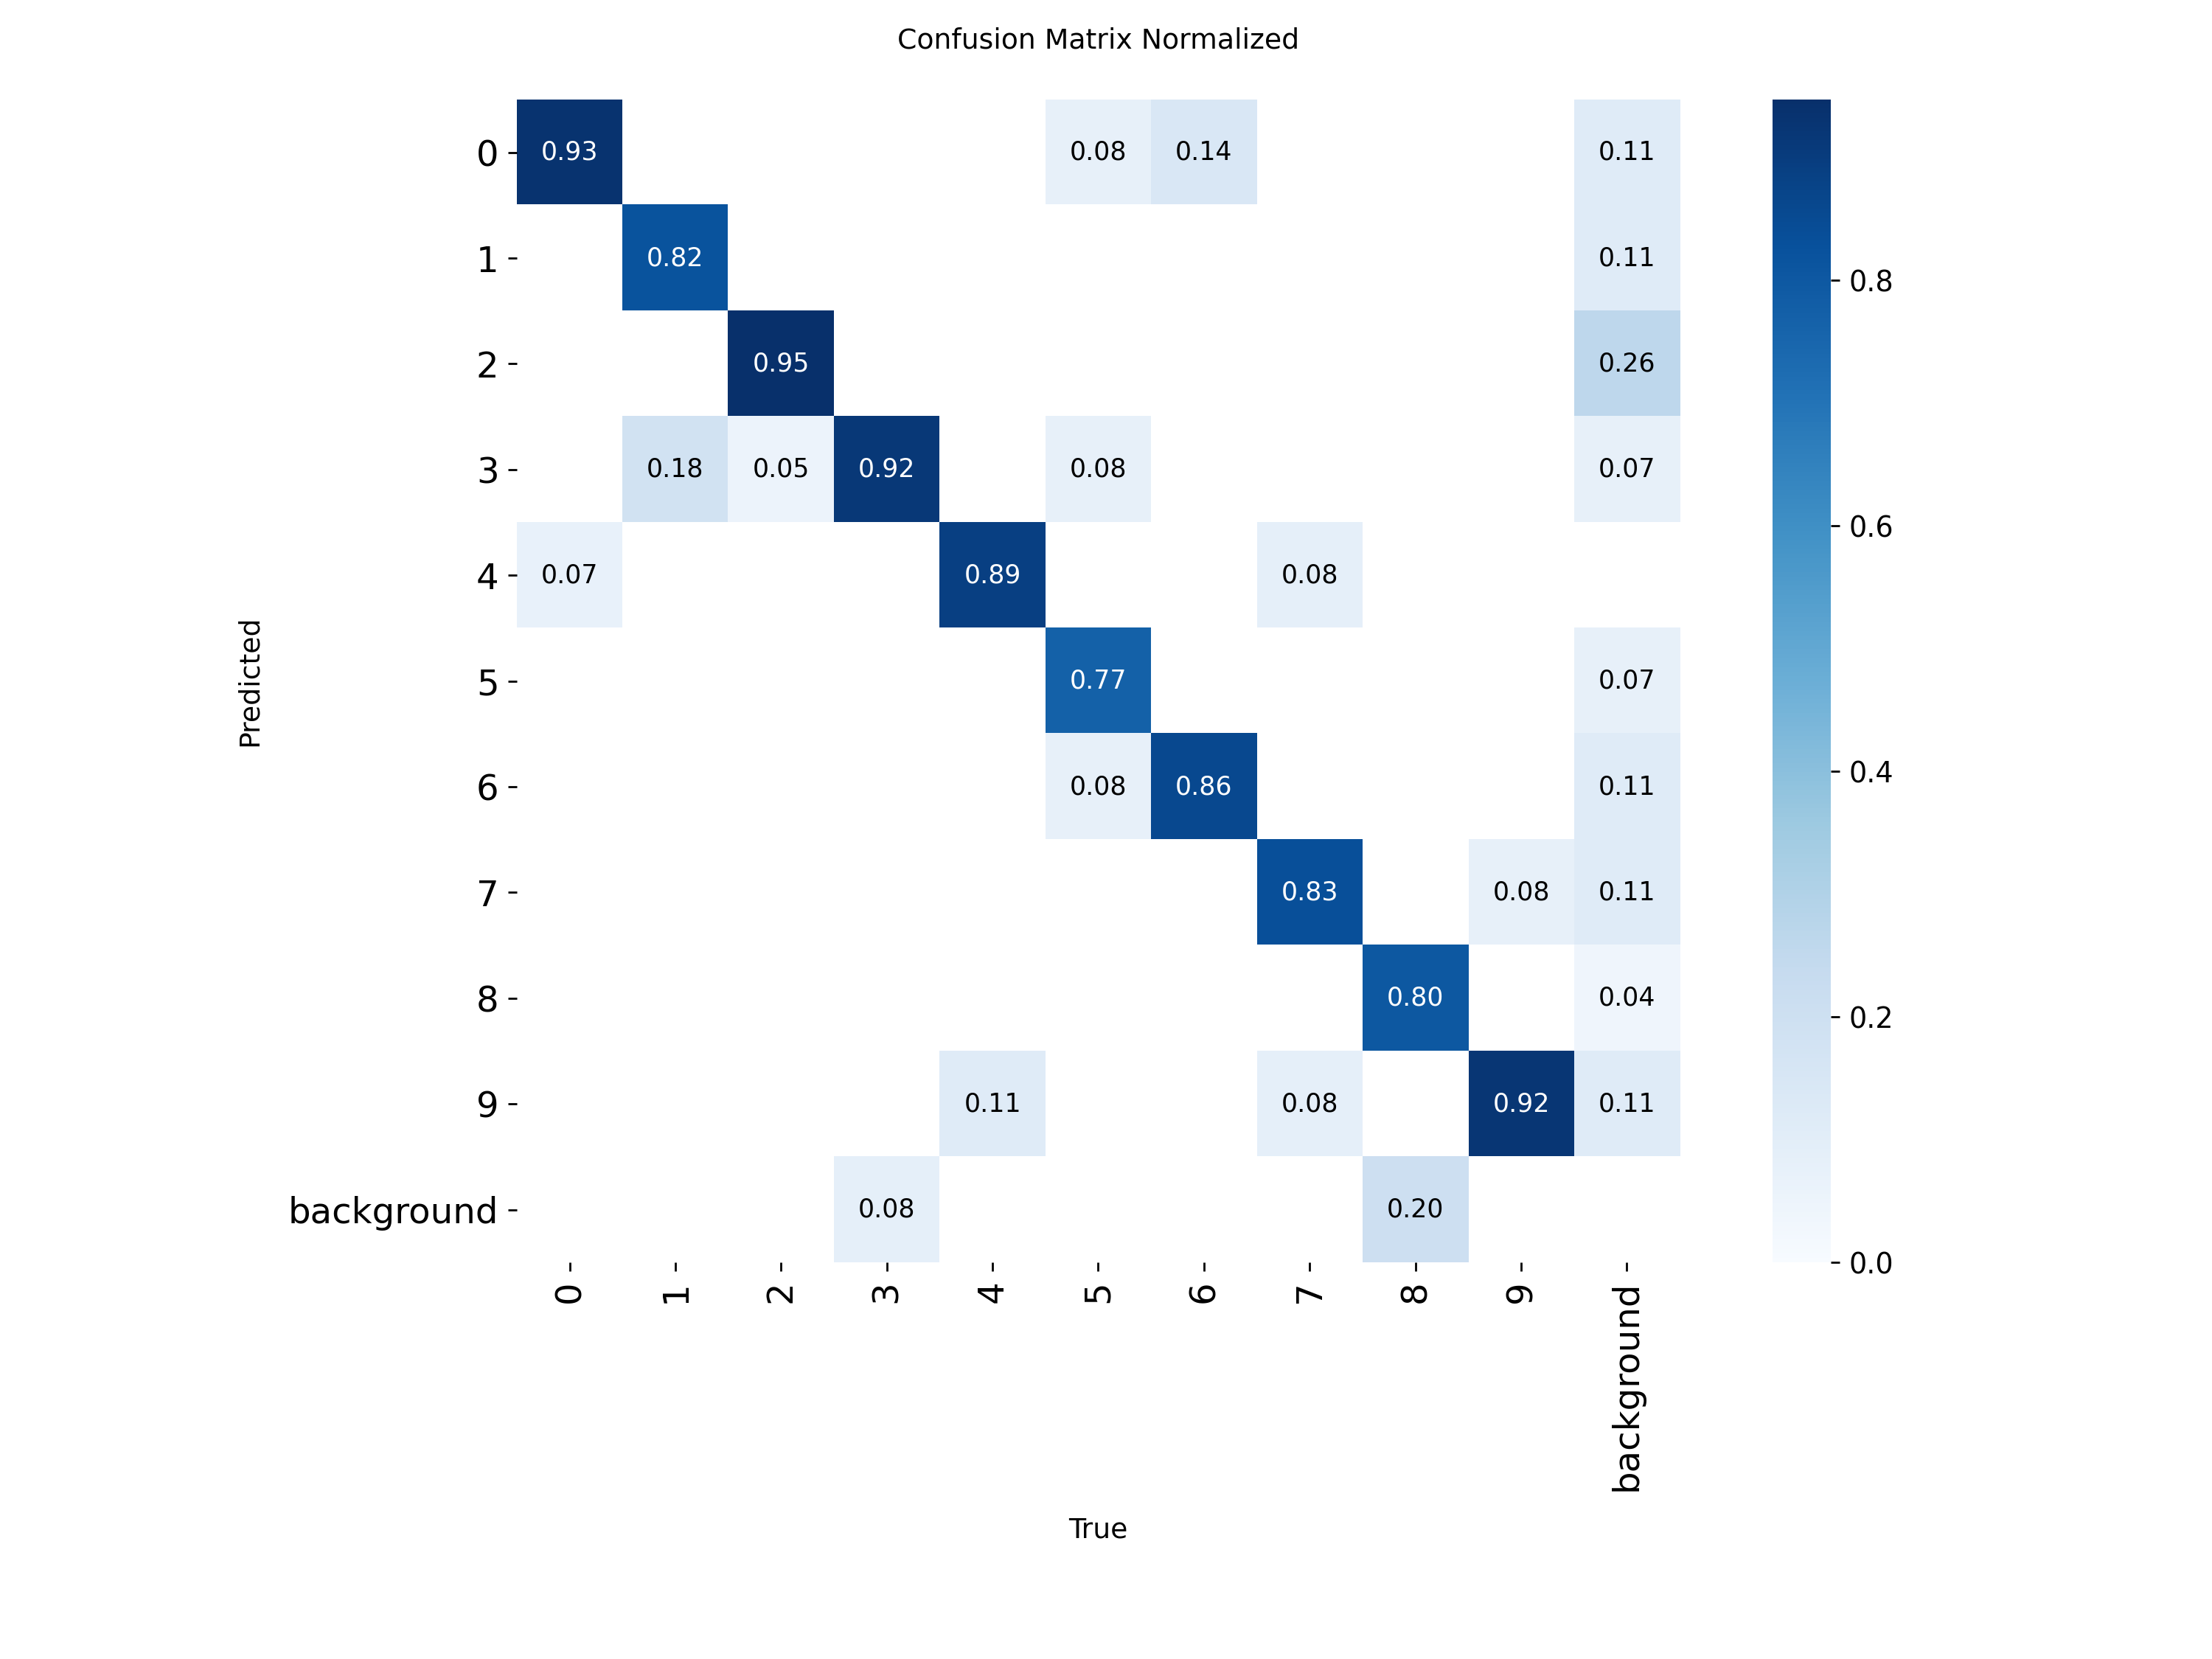 Confusion Matrix Normalized
0 0.93 0.08 0.14 0.11
1 0.82 0.11
2 0.95 0.26
3 0.18 0.05 0.92 0.08 0.07
4 0.07 0.89 0.08
5 0.77 0.07
6 0.08 0.86 0.11
7 0.83 0.08 0.11
8 0.80 0.04
9 0.11 0.08 0.92 0.11
background 0.08 0.20
0 1 2 3 4 5 6 7 8 9 background
Predicted
True
0.8
0.6
0.4
0.2
0.0